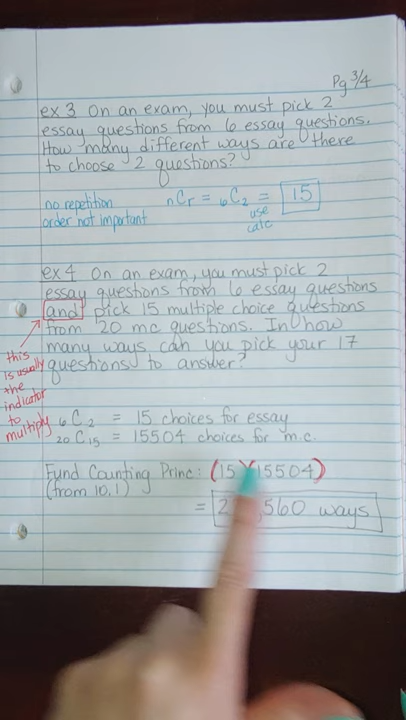 Pg 3/4
ex 3 On an exam, you must pick 2
essay questions from 6 essay questions.
How many different ways are there
to choose 2 questions?
no repetition
order not important
nCr = 6C2 = 15
use
calc
ex 4 On an exam, you must pick 2
essay questions from 6 essay questions
and pick 15 multiple choice questions
from 20 mc questions. In how
many ways can you pick your 17
questions to answer?
this
is usually
the
indicator
to
multiply
6C2 = 15 choices for essay
20C15 = 15504 choices for m.c.
Fund Counting Princ: (15)(15504)
(from 10.1)
= 2 ,560 ways